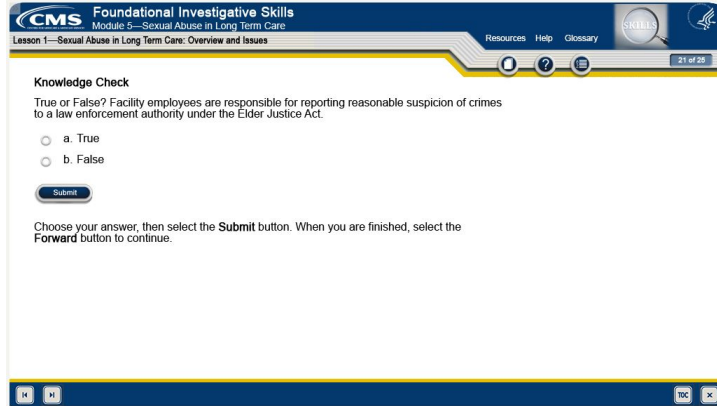 CMS
Foundational Investigative Skills
Module 5—Sexual Abuse in Long Term Care
SKILLS
Lesson 1—Sexual Abuse in Long Term Care: Overview and Issues
Resources Help Glossary
?
21 of 25
Knowledge Check
True or False? Facility employees are responsible for reporting reasonable suspicion of crimes
to a law enforcement authority under the Elder Justice Act.
a. True
b. False
Submit
Choose your answer, then select the Submit button. When you are finished, select the
Forward button to continue.
TOC